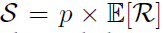 𝒮 = p × 𝔼[ℛ]